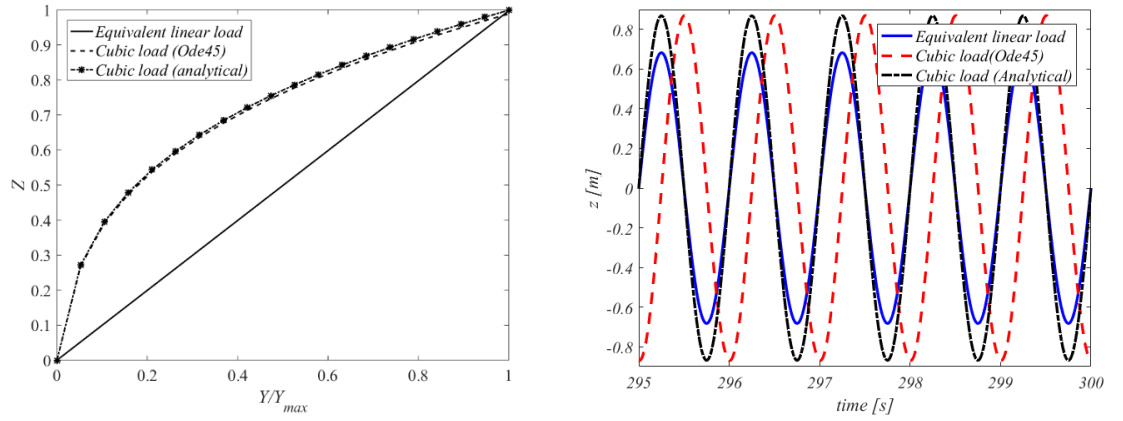 1
0.9
0.8
0.7
0.6
0.5
0.4
0.3
0.2
0.1
0
Z
Equivalent linear load
Cubic load (Ode45)
Cubic load (analytical)
0 0.2 0.4 0.6 0.8 1
Y/Ymax
0.8
0.6
0.4
0.2
0
-0.2
-0.4
-0.6
-0.8
z [m]
Equivalent linear load
Cubic load(Ode45)
Cubic load (Analytical)
295 296 297 298 299 300
time [s]